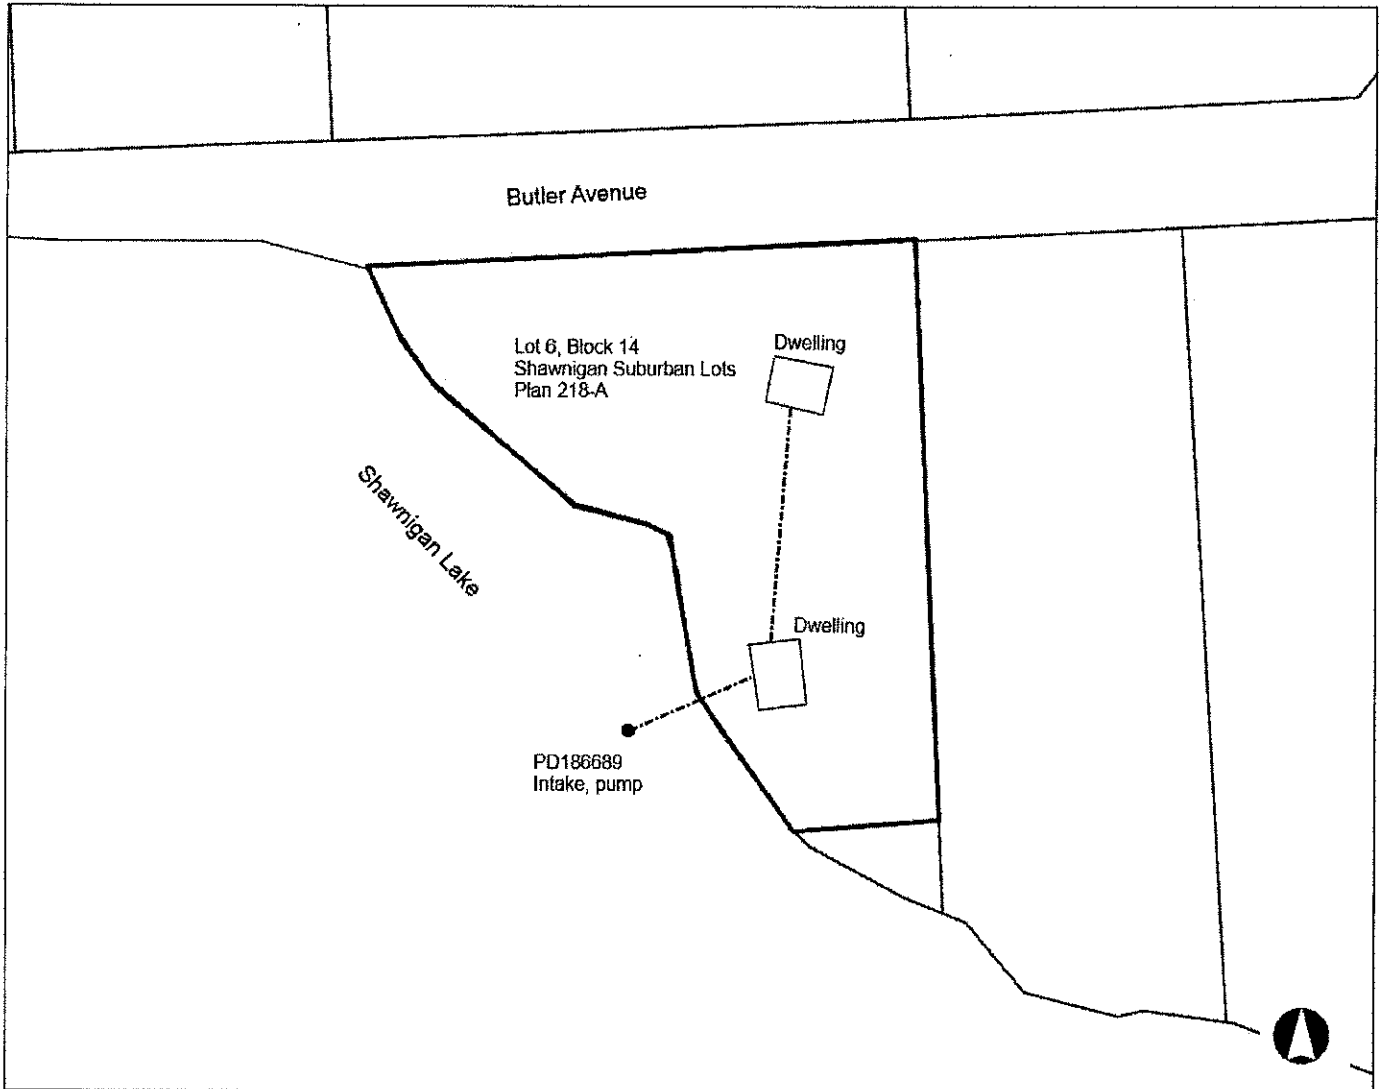 Butler Avenue
Lot 6, Block 14
Shawnigan Suburban Lots
Plan 218-A
Dwelling
Shawnigan Lake
Dwelling
PD186689
Intake, pump